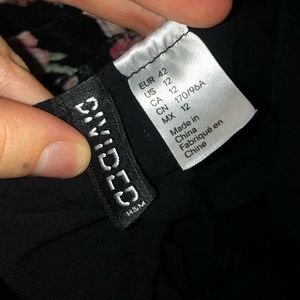 DIVIDED
H&M
EUR 42
US 12
CA 12
CN 170/96A
MX 12
Made in
China
Fabriqué en
Chine